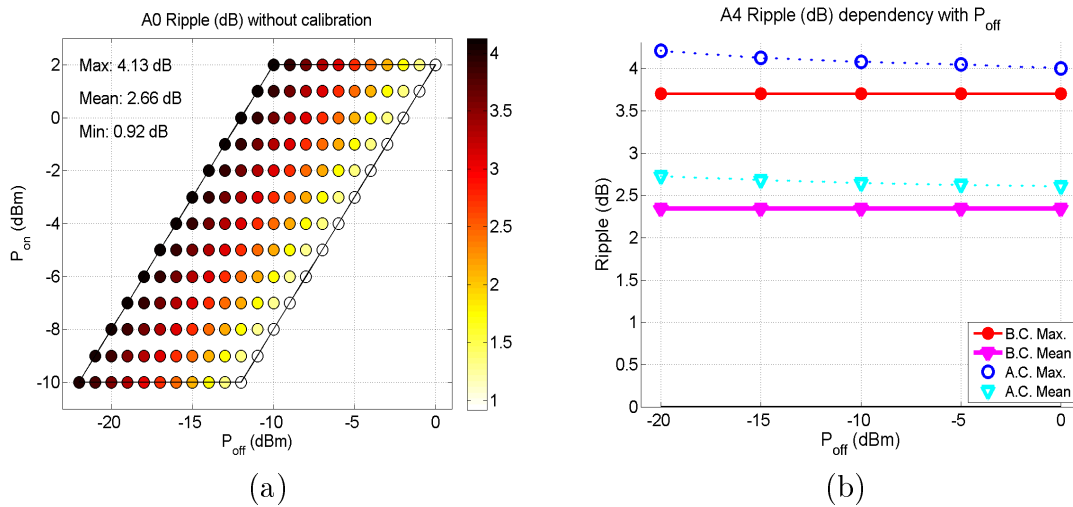 A0 Ripple (dB) without calibration
Max: 4.13 dB
Mean: 2.66 dB
Min: 0.92 dB
P_on (dBm)
2
0
-2
-4
-6
-8
-10
-20
-15
-10
-5
0
P_off (dBm)
4
3.5
3
2.5
2
1.5
1
(a)
A4 Ripple (dB) dependency with P_off
Ripple (dB)
4
3.5
3
2.5
2
1.5
1
0.5
0
-20
-15
-10
-5
0
P_off (dBm)
B.C. Max.
B.C. Mean
A.C. Max.
A.C. Mean
(b)